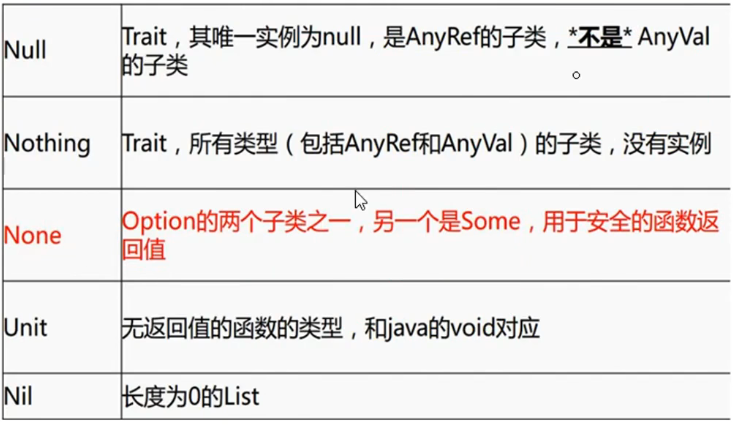 Null
Trait，其唯一实例为null，是AnyRef的子类，*不是* AnyVal
的子类
Nothing
Trait，所有类型（包括AnyRef和AnyVal）的子类，没有实例
None
Option的两个子类之一，另一个是Some，用于安全的函数返
回值
Unit
无返回值的函数的类型，和java的void对应
Nil
长度为0的List